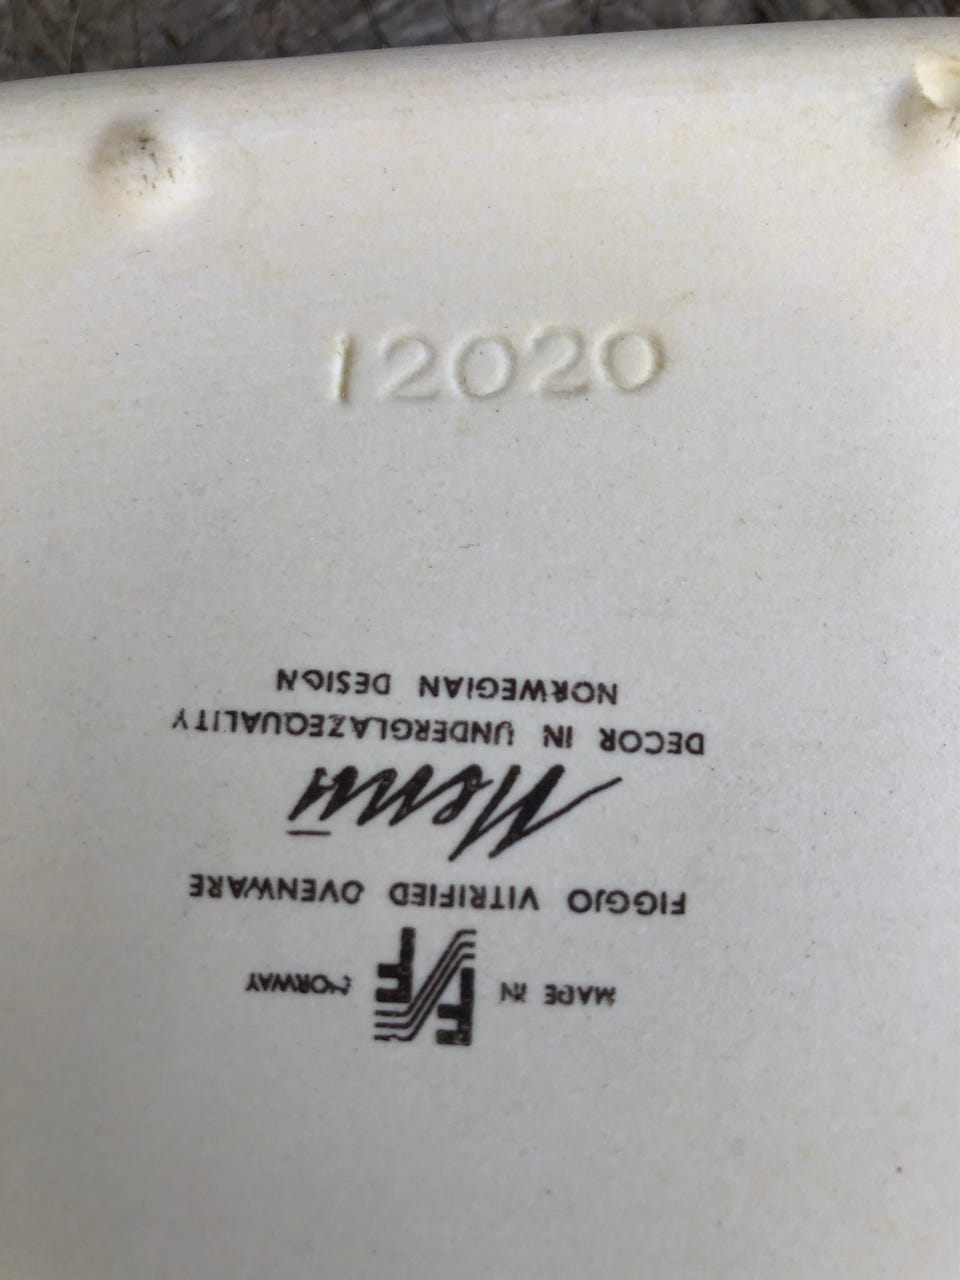 12020
MADE IN NORWAY
FIGGJO VITRIFIED OVENWARE
Menu
DECOR IN UNDERGLAZEQUALITY
NORWEGIAN DESIGN